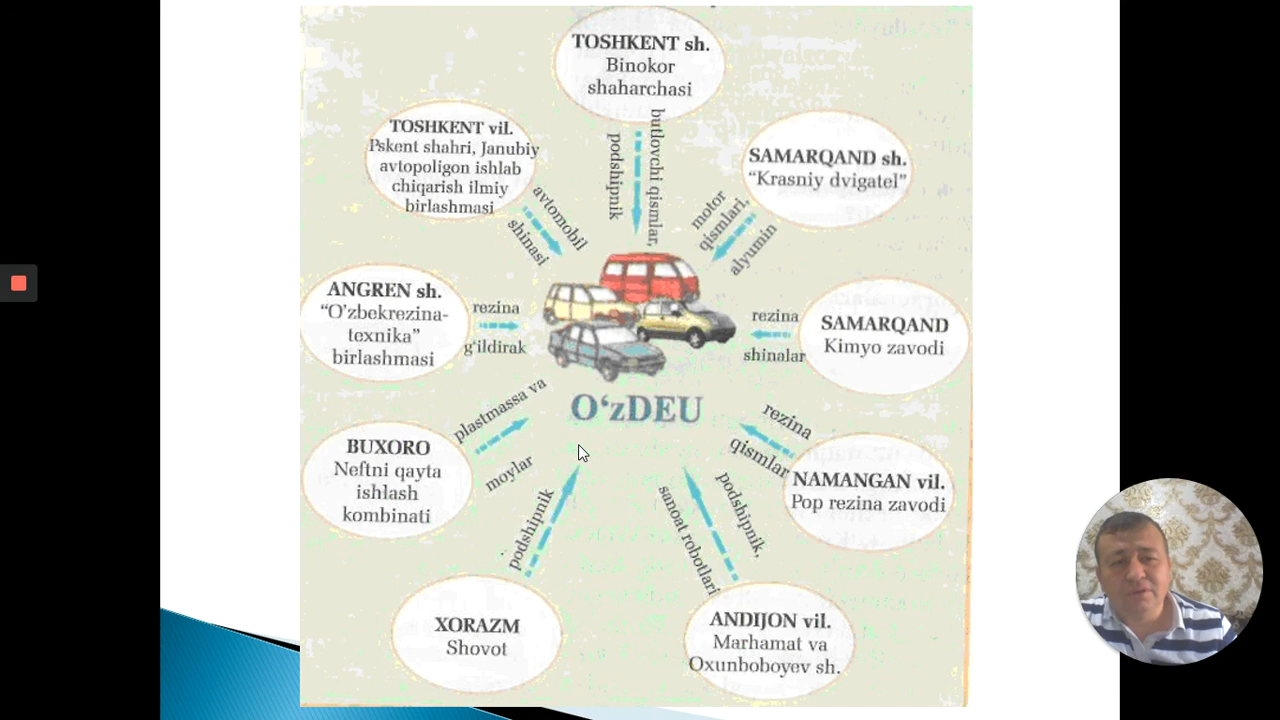 TOSHKENT sh.
Binokor
shaharchasi
butlovchi qismlar,
podshipnik
TOSHKENT vil.
Pskent shahri, Janubiy
avtopoligon ishlab
chiqarish ilmiy
birlashmasi
avtomobil
shinasi
SAMARQAND sh.
“Krasniy dvigatel”
motor
qismlari,
alyumin
ANGREN sh.
“O‘zbekrezina-
texnika”
birlashmasi
rezina
g‘ildirak
SAMARQAND
Kimyo zavodi
rezina
shinalar
O‘zDEU
BUXORO
Neftni qayta
ishlash
kombinati
plastmassa va
moylar
NAMANGAN vil.
Pop rezina zavodi
rezina
qismlar
XORAZM
Shovot
podshipnik
ANDIJON vil.
Marhamat va
Oxunboboyev sh.
podshipnik,
sanoat robotlari